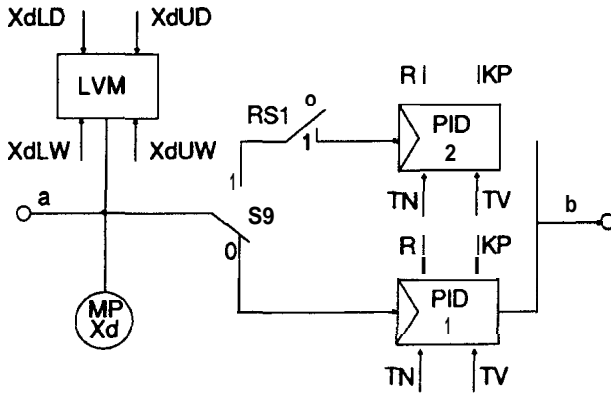 XdLD XdUD
LVM
XdLW XdUW
a
MP
Xd
RS1 o
1
1
S9
0
R KP
PID
2
TN TV
R KP
PID
1
TN TV
b